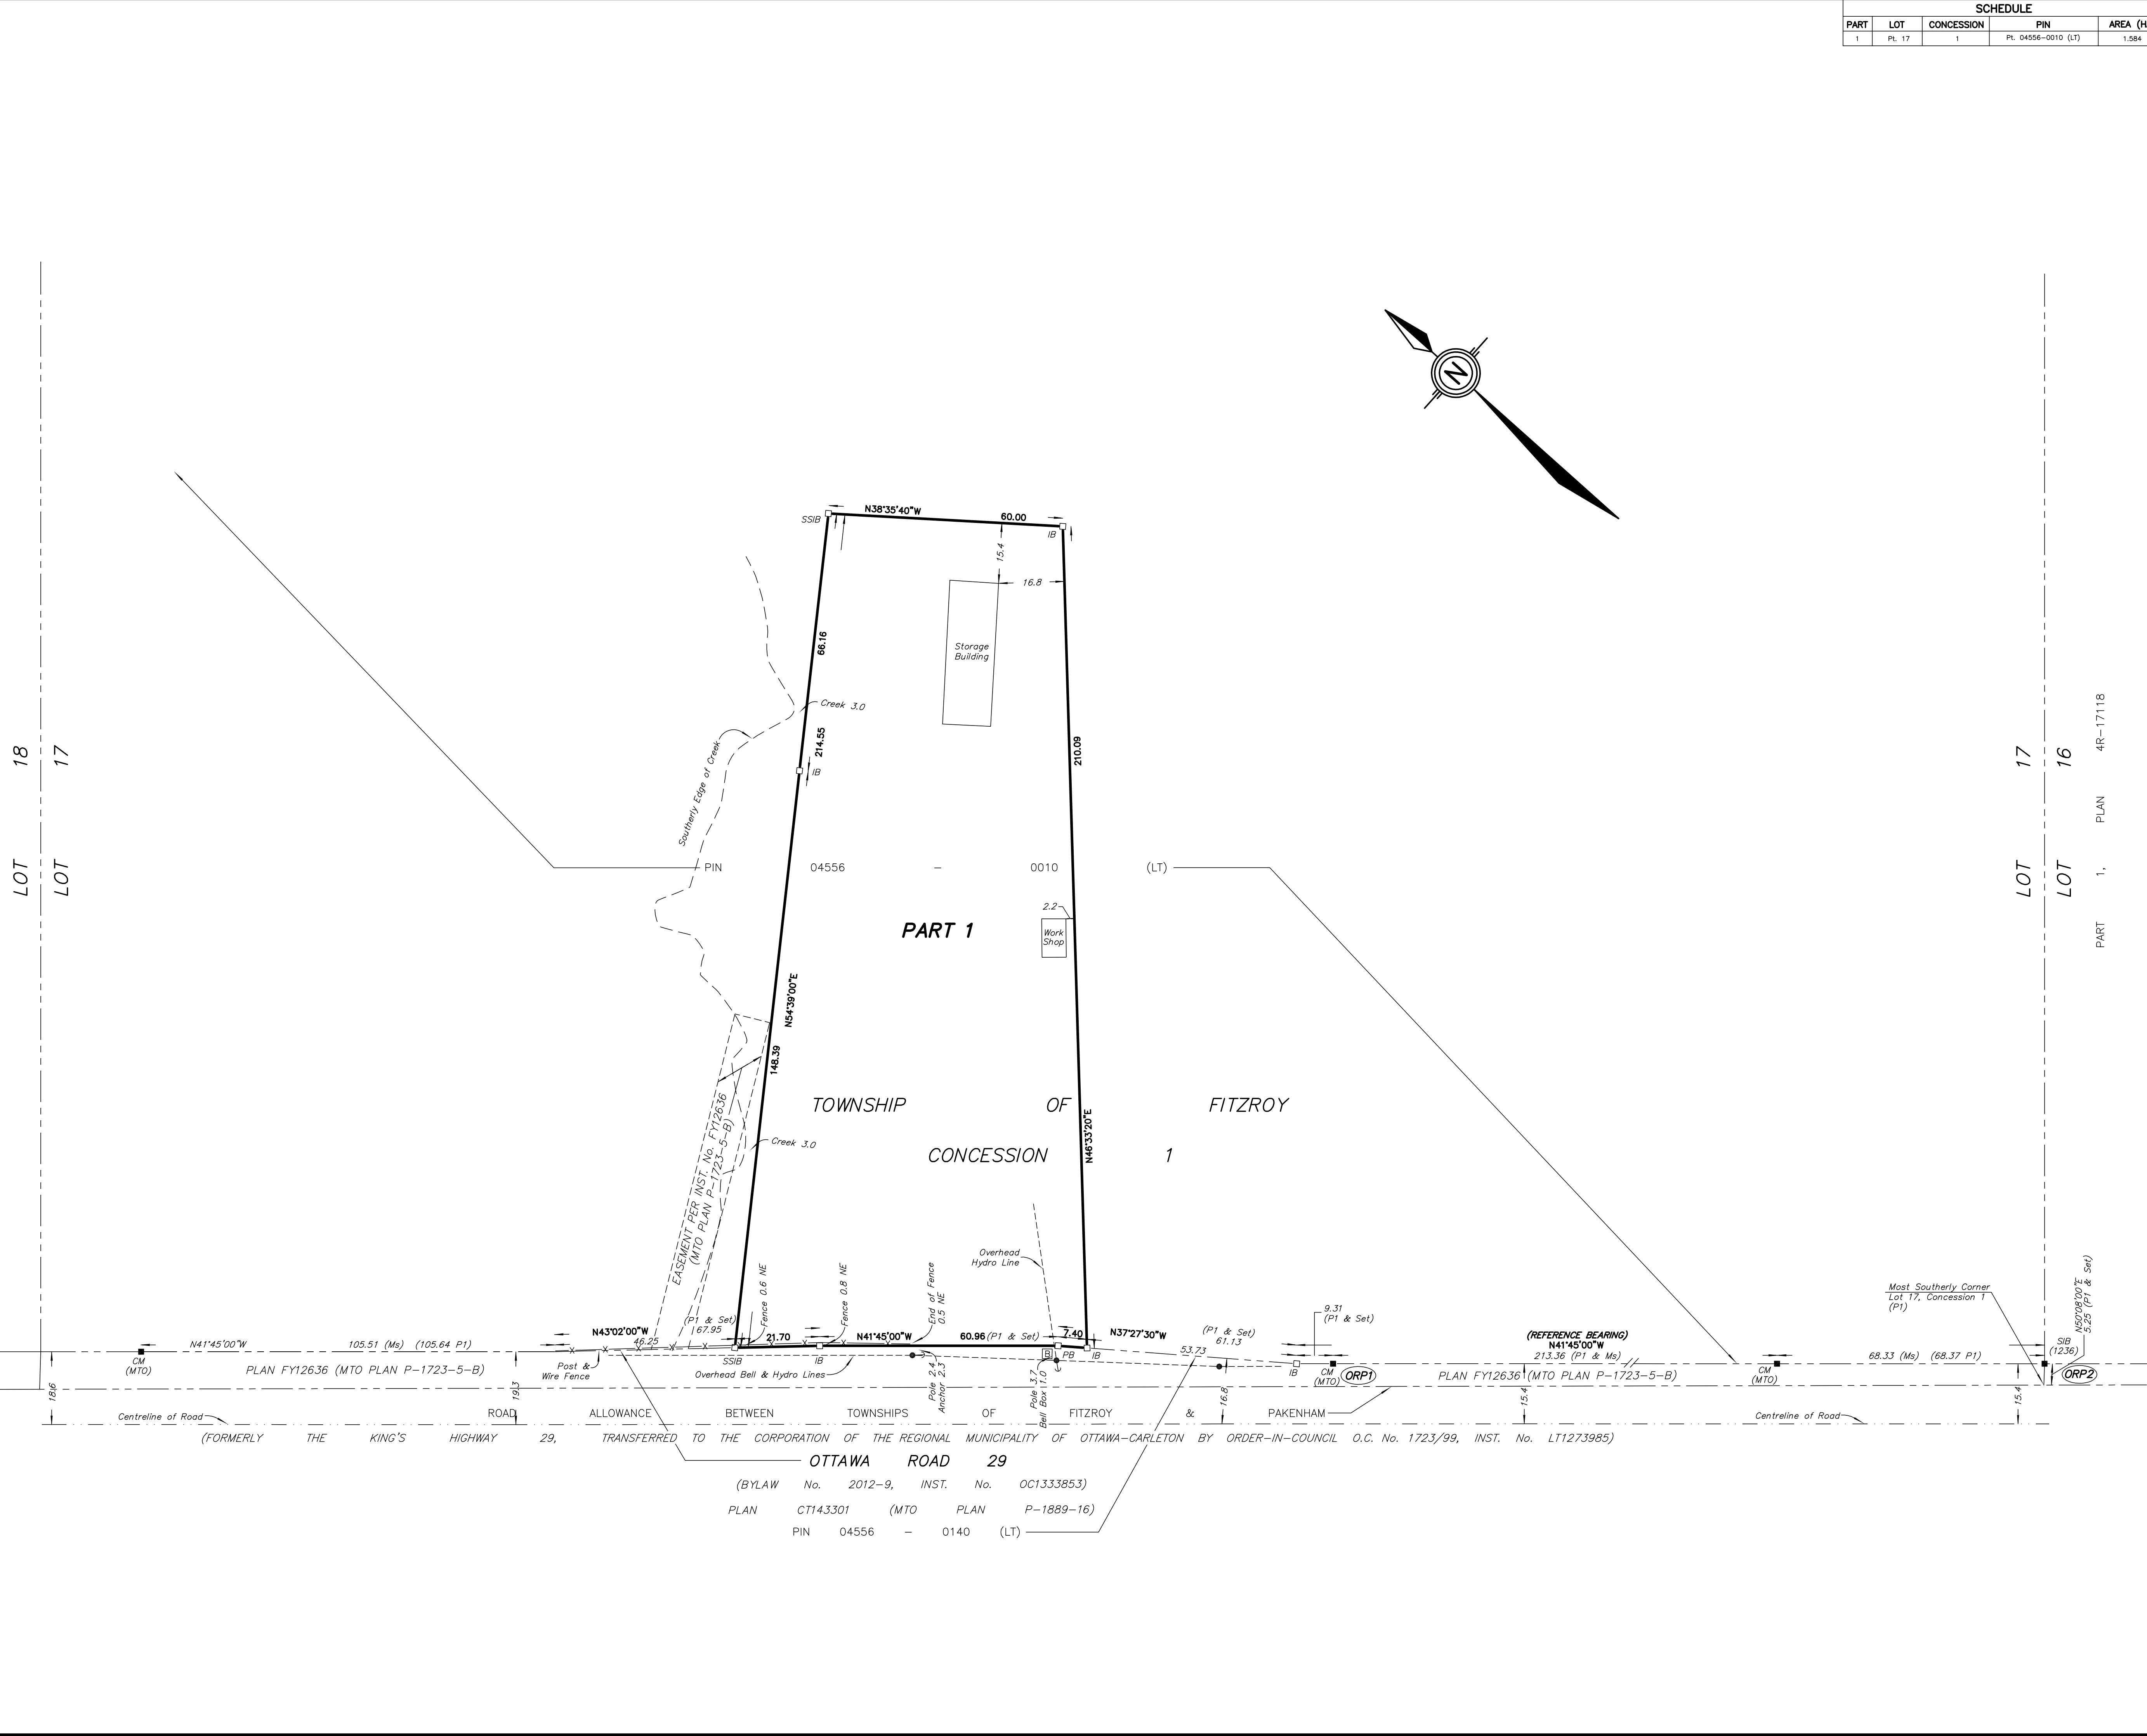 SCHEDULE
PART LOT CONCESSION PIN AREA (H
1 Pt. 17 1 Pt. 04556-0010 (LT) 1.584
N
SSIB
N38°35'40"W
60.00
IB
15.4
16.8
Storage
Building
66.16
Creek 3.0
214.55
IB
Southerly Edge of Creek
210.09
LOT 18
LOT 17
LOT 17
LOT 16
PART 1, PLAN 4R-17118
PIN 04556 - 0010 (LT)
2.2
Work
Shop
PART 1
N54°39'00"E
148.39
EASEMENT PER INST. No. FY12636
(MTO PLAN P-1723-5-B)
TOWNSHIP OF FITZROY
N46°33'20"E
Creek 3.0
CONCESSION 1
Overhead
Hydro Line
Fence 0.6 NE
Fence 0.8 NE
End of Fence
0.5 NE
Most Southerly Corner
Lot 17, Concession 1
(P1)
N50°08'00"E
5.25 (P1 & Set)
9.31
(P1 & Set)
N41°45'00"W
105.51 (Ms) (105.64 P1)
N43°02'00"W
46.25
(P1 & Set)
67.95
21.70
N41°45'00"W
60.96 (P1 & Set)
7.40
N37°27'30"W
(P1 & Set)
61.13
53.73
(REFERENCE BEARING)
N41°45'00"W
213.36 (P1 & Ms)
68.33 (Ms) (68.37 P1)
SIB
(1236)
CM
(MTO)
Post &
Wire Fence
SSIB
IB
B
PB
IB
IB
CM
(MTO)
ORP1
CM
(MTO)
ORP2
PLAN FY12636 (MTO PLAN P-1723-5-B)
Overhead Bell & Hydro Lines
Pole 2.4
Anchor 2.3
Pole 3.7
Bell Box 1.0
PLAN FY12636 (MTO PLAN P-1723-5-B)
18.6
19.3
16.8
15.4
15.4
Centreline of Road
ROAD ALLOWANCE BETWEEN TOWNSHIPS OF FITZROY & PAKENHAM
Centreline of Road
(FORMERLY THE KING'S HIGHWAY 29, TRANSFERRED TO THE CORPORATION OF THE REGIONAL MUNICIPALITY OF OTTAWA-CARLETON BY ORDER-IN-COUNCIL O.C. No. 1723/99, INST. No. LT1273985)
OTTAWA ROAD 29
(BYLAW No. 2012-9, INST. No. OC1333853)
PLAN CT143301 (MTO PLAN P-1889-16)
PIN 04556 - 0140 (LT)